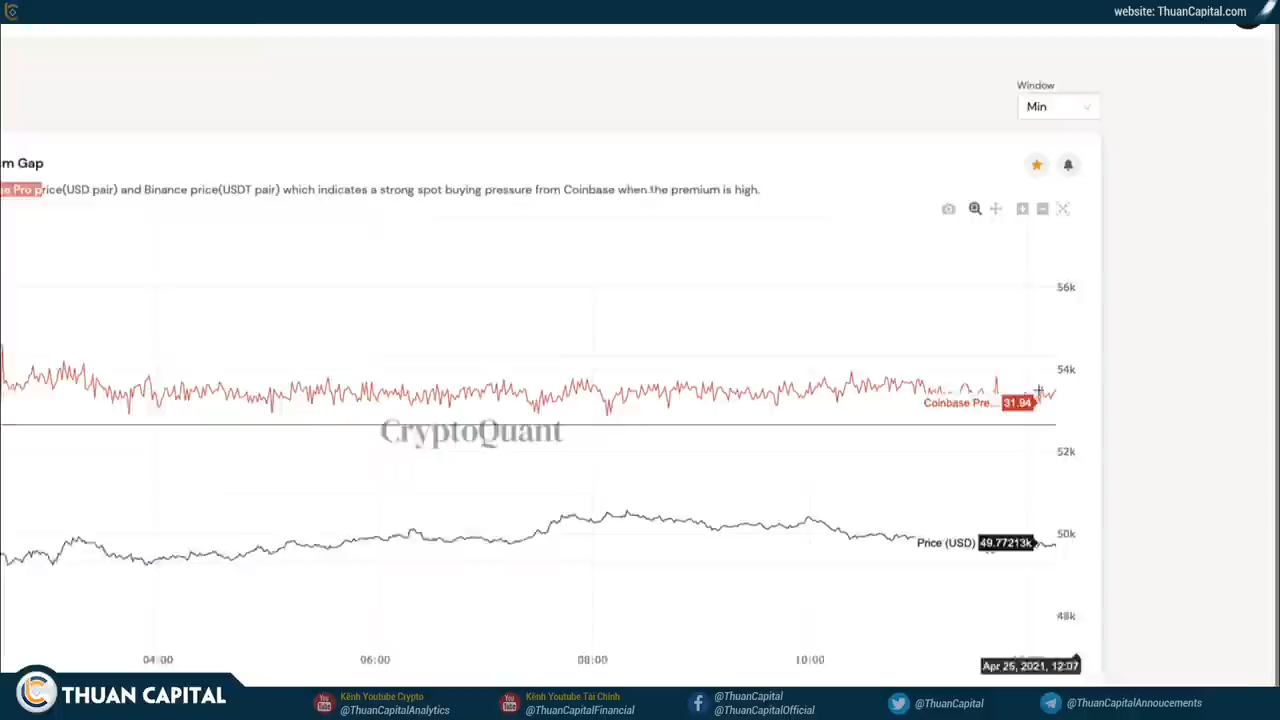 website: ThuanCapital.com
Window
Min
m Gap
se Pro price(USD pair) and Binance price(USDT pair) which indicates a strong spot buying pressure from Coinbase when the premium is high.
56k
54k
Coinbase Pre... 31.94
CryptoQuant
52k
50k
Price (USD) 49.77213k
48k
04:00 06:00 08:00 10:00
Apr 25, 2021, 12:07
THUAN CAPITAL
Kênh Youtube Crypto
@ThuanCapitalAnalytics
Kênh Youtube Tài Chính
@ThuanCapitalFinancial
@ThuanCapital
@ThuanCapitalOfficial
@ThuanCapital
@ThuanCapitalAnnoucements